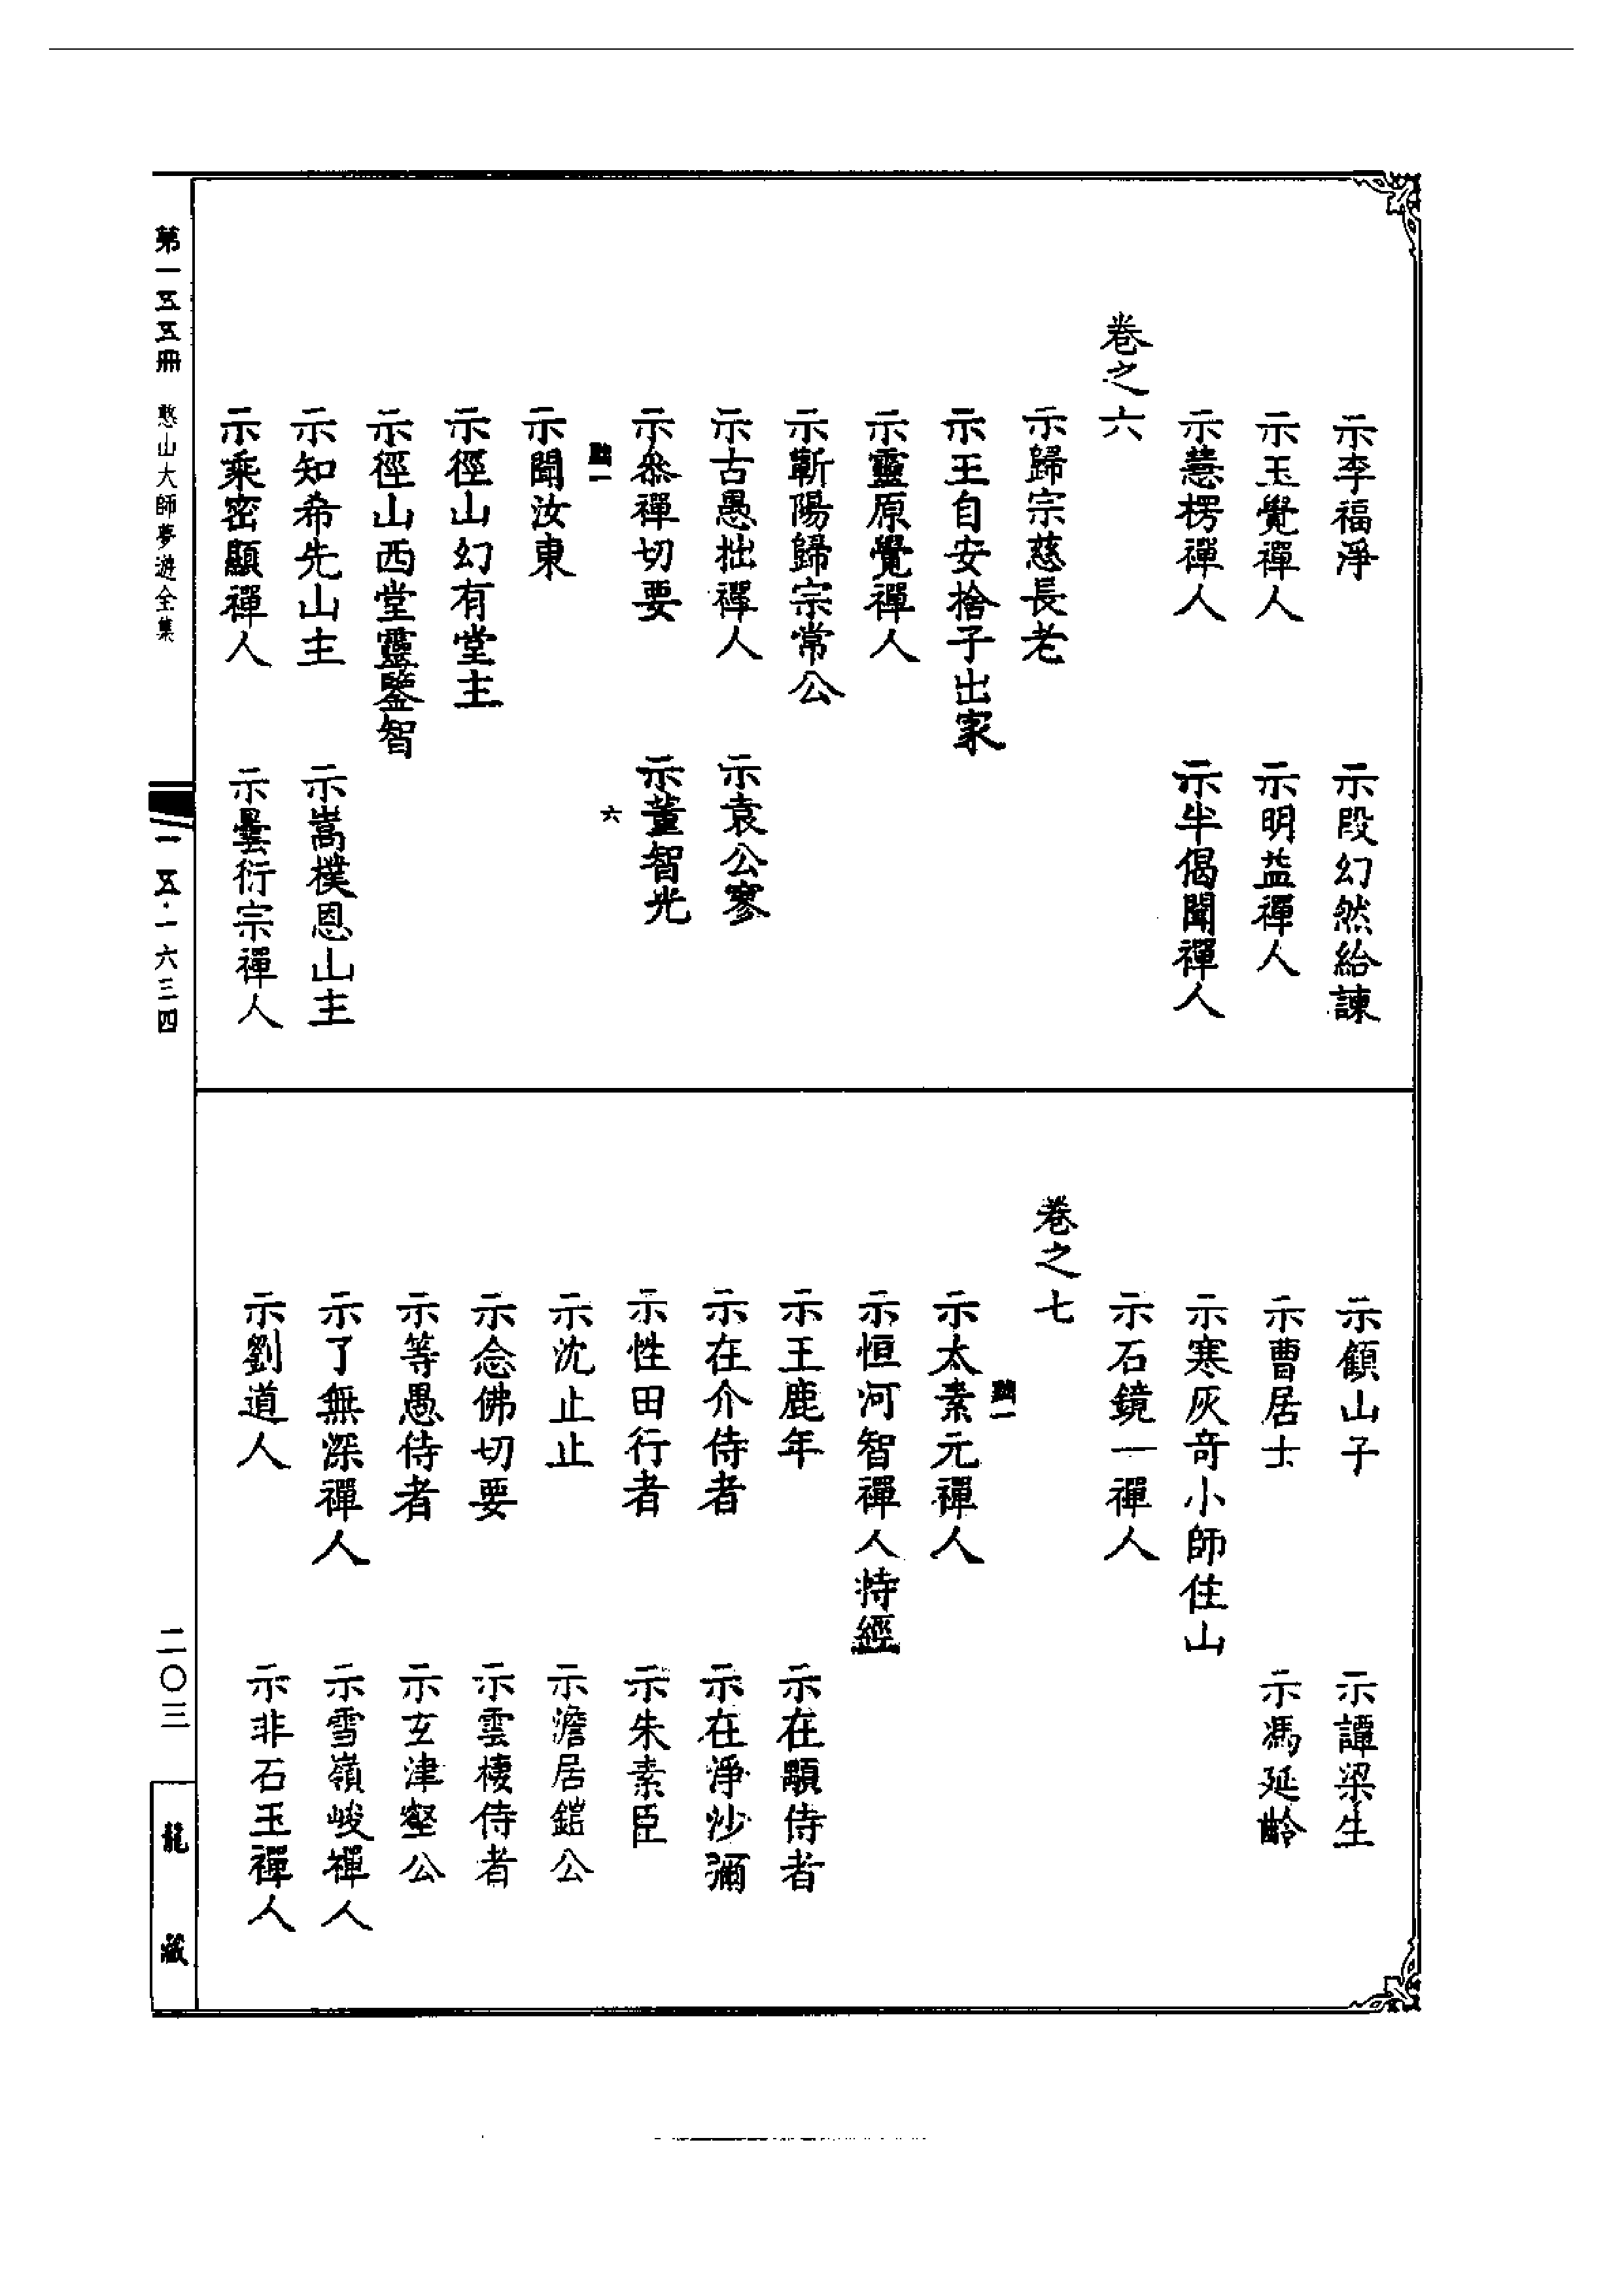 示李福淨　示段幻然給諫
示玉覺禪人　示明益禪人
示慧楞禪人　示半偈聞禪人
卷之六
示歸宗慈長老
示王自安捨子出家
示靈原覺禪人
示蘄陽歸宗常公
示古愚拙禪人　示袁公寥
示叅禪切要　示董智光
六
示聞汝東
示徑山幻有堂主
示徑山西堂靈鑒智
示知希先山主　示嵩樸恩山主
示乘密顯禪人　示曇衍宗禪人
示顧山子　示譚梁生
示曹居士　示馮延齡
示寒灰奇小師住山
示石鏡一禪人
卷之七
示太素元禪人
示恒河智禪人持經
示王鹿年　示在顒侍者
示在介侍者　示在淨沙彌
示性田行者　示朱素臣
示沈止止　示澹居鎧公
示念佛切要　示雲棲侍者
示等愚侍者　示玄津壑公
示了無深禪人　示雪嶺峻禪人
示劉道人　示非石玉禪人
第一五五冊　憨山大師夢遊全集　一五·一六三四　二〇三　龍藏